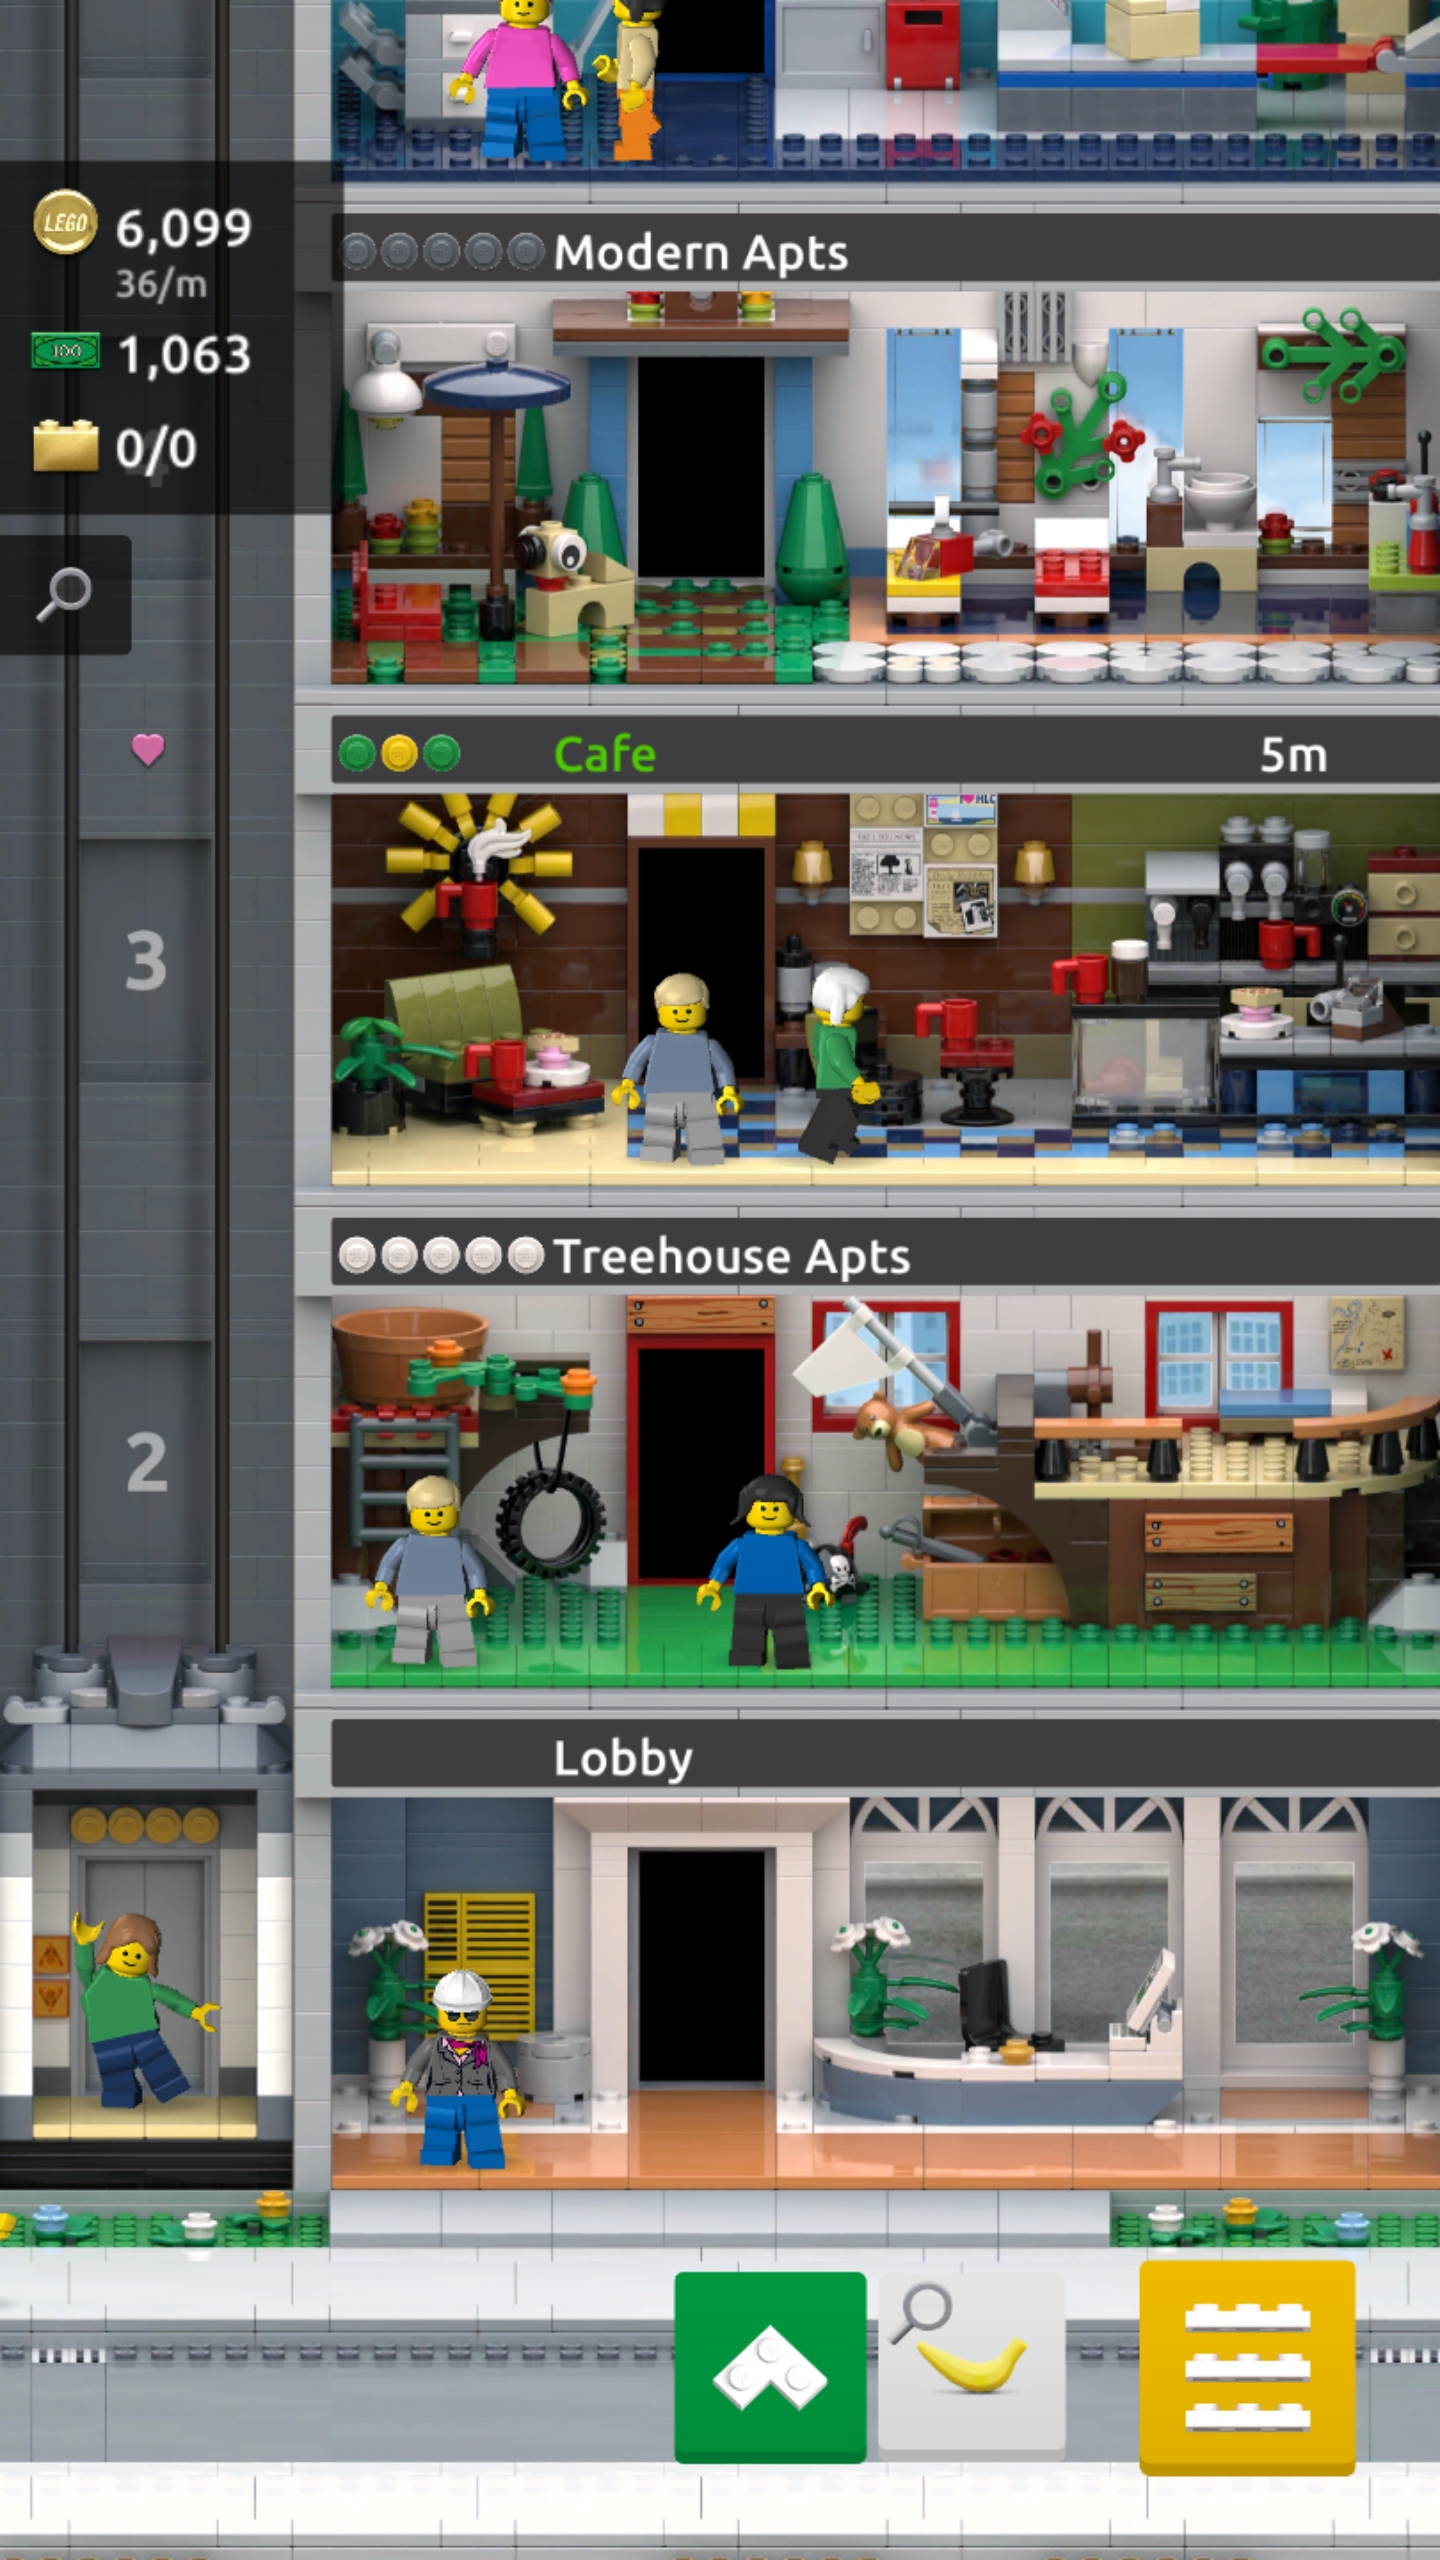 LEGO 6,099
36/m
100 1,063
0/0
Modern Apts
Cafe 5m
3
Treehouse Apts
2
Lobby